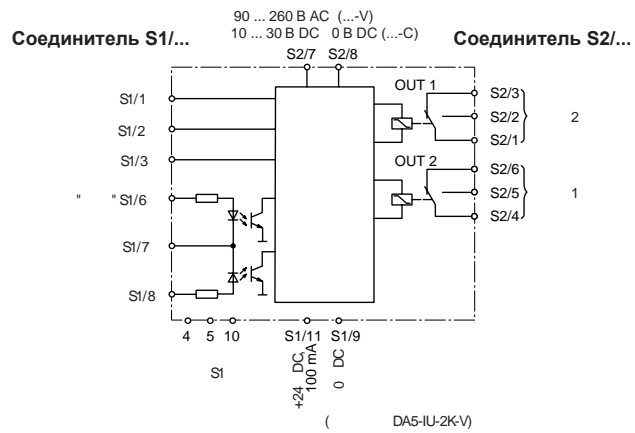 90 ... 260 В AC (...-V)
10 ... 30 В DC 0 В DC (...-C)
Соединитель S1/...
Соединитель S2/...
S2/7 S2/8
OUT 1
S1/1
S2/3
S1/2
S2/2
2
S2/1
S1/3
OUT 2
S2/6
" " S1/6
S2/5
1
S2/4
S1/7
S1/8
4 5 10
S1/11 S1/9
S1
+24 DC,
100 mA
0 DC
( DA5-IU-2K-V)